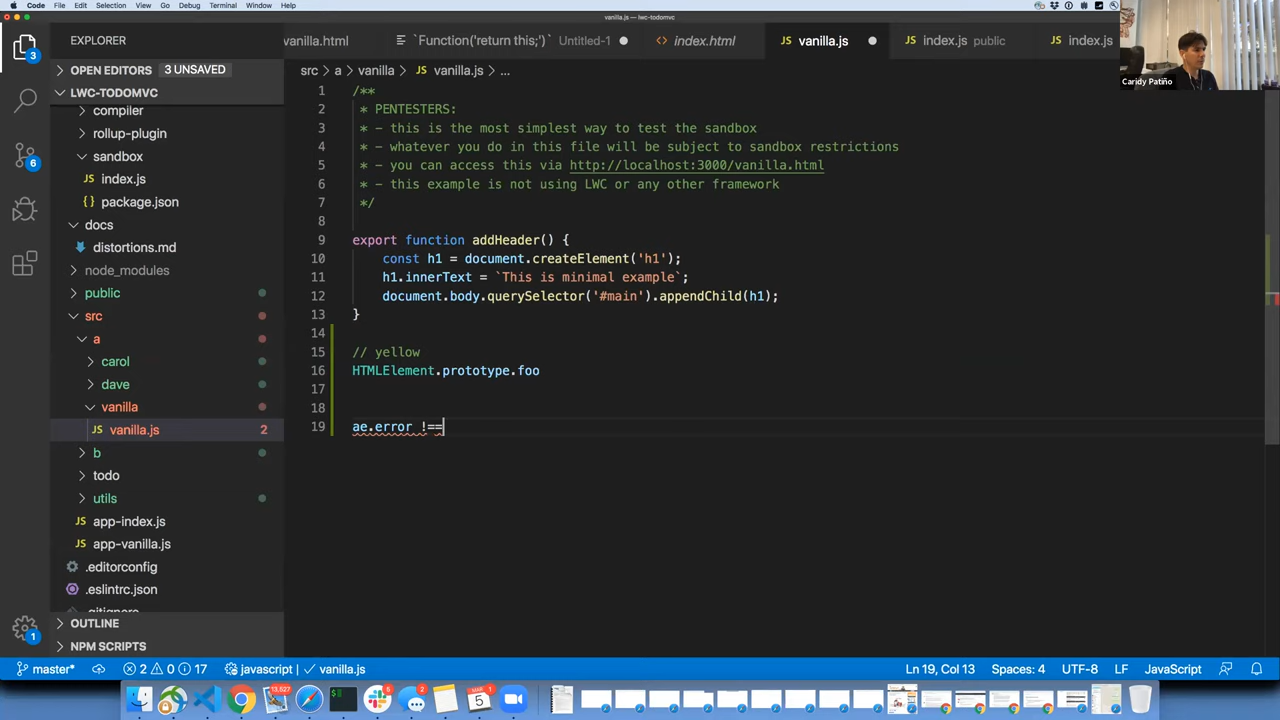 Code File Edit Selection View Go Debug Terminal Window Help
vanilla.js — lwc-todomvc
EXPLORER
vanilla.html
`Function('return this;')` Untitled-1
index.html
vanilla.js
index.js public
index.js
Caridy Patiño
src > a > vanilla > JS vanilla.js > ...
3
OPEN EDITORS 3 UNSAVED
LWC-TODOMVC
compiler
rollup-plugin
sandbox
JS index.js
{} package.json
docs
distortions.md
node_modules
public
src
a
carol
dave
vanilla
JS vanilla.js 2
b
todo
utils
JS app-index.js
JS app-vanilla.js
.editorconfig
.eslintrc.json
.gitignore
OUTLINE
NPM SCRIPTS
6
1
1 /**
2 * PENTESTERS:
3 * - this is the most simplest way to test the sandbox
4 * - whatever you do in this file will be subject to sandbox restrictions
5 * - you can access this via http://localhost:3000/vanilla.html
6 * - this example is not using LWC or any other framework
7 */
8
9 export function addHeader() {
10 const h1 = document.createElement('h1');
11 h1.innerText = `This is minimal example`;
12 document.body.querySelector('#main').appendChild(h1);
13 }
14
15 // yellow
16 HTMLElement.prototype.foo
17
18
19 ae.error !==
master* 2 0 17 javascript | ✓ vanilla.js Ln 19, Col 13 Spaces: 4 UTF-8 LF JavaScript